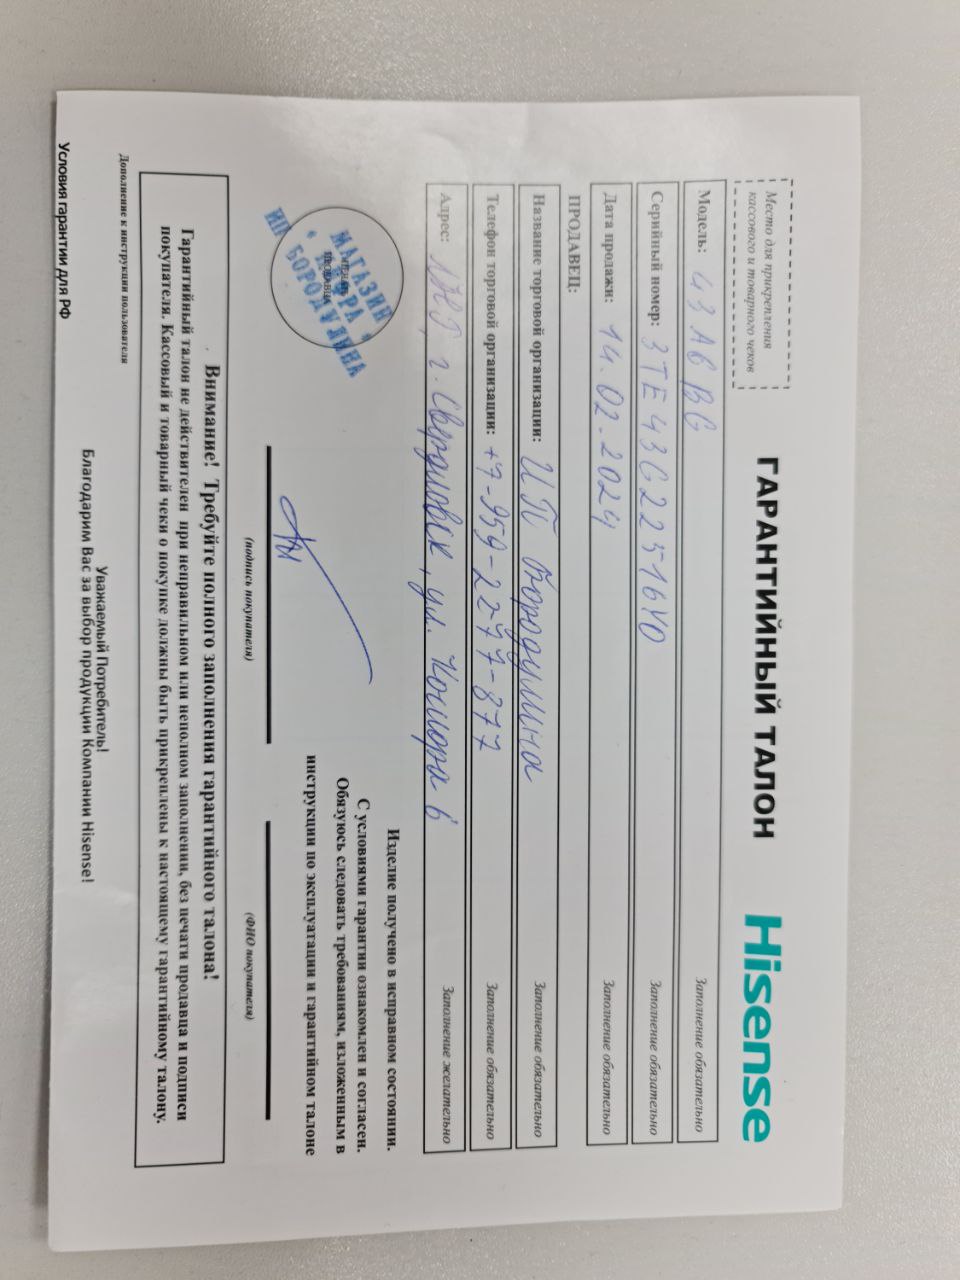 Место для прикрепления
кассового и товарного чеков
ГАРАНТИЙНЫЙ ТАЛОН
Hisense
Модель: 43 A6 BG Заполнение обязательно
Серийный номер: 3TE43G22516Y0 Заполнение обязательно
Дата продажи: 14.02.2024 Заполнение обязательно
ПРОДАВЕЦ:
Название торговой организации: ИП Бородулина Заполнение обязательно
Телефон торговой организации: +7-959-2277-877 Заполнение обязательно
Адрес: ЛНР, г. Свердловск, ул. Коцюра 6 Заполнение желательно
МАГАЗИН
ИП БОРОДУЛИНА
Изделие получено в исправном состоянии.
С условиями гарантии ознакомлен и согласен.
Обязуюсь следовать требованиям, изложенным в
инструкции по эксплуатации и гарантийном талоне
(подпись покупателя)
(ФИО покупателя)
Внимание! Требуйте полного заполнения гарантийного талона!
Гарантийный талон не действителен при неправильном или неполном заполнении, без печати продавца и подписи
покупателя. Кассовый и товарный чеки о покупке должны быть прикреплены к настоящему гарантийному талону.
Дополнение к инструкции пользователя
Уважаемый Потребитель!
Благодарим Вас за выбор продукции Компании Hisense!
Условия гарантии для РФ